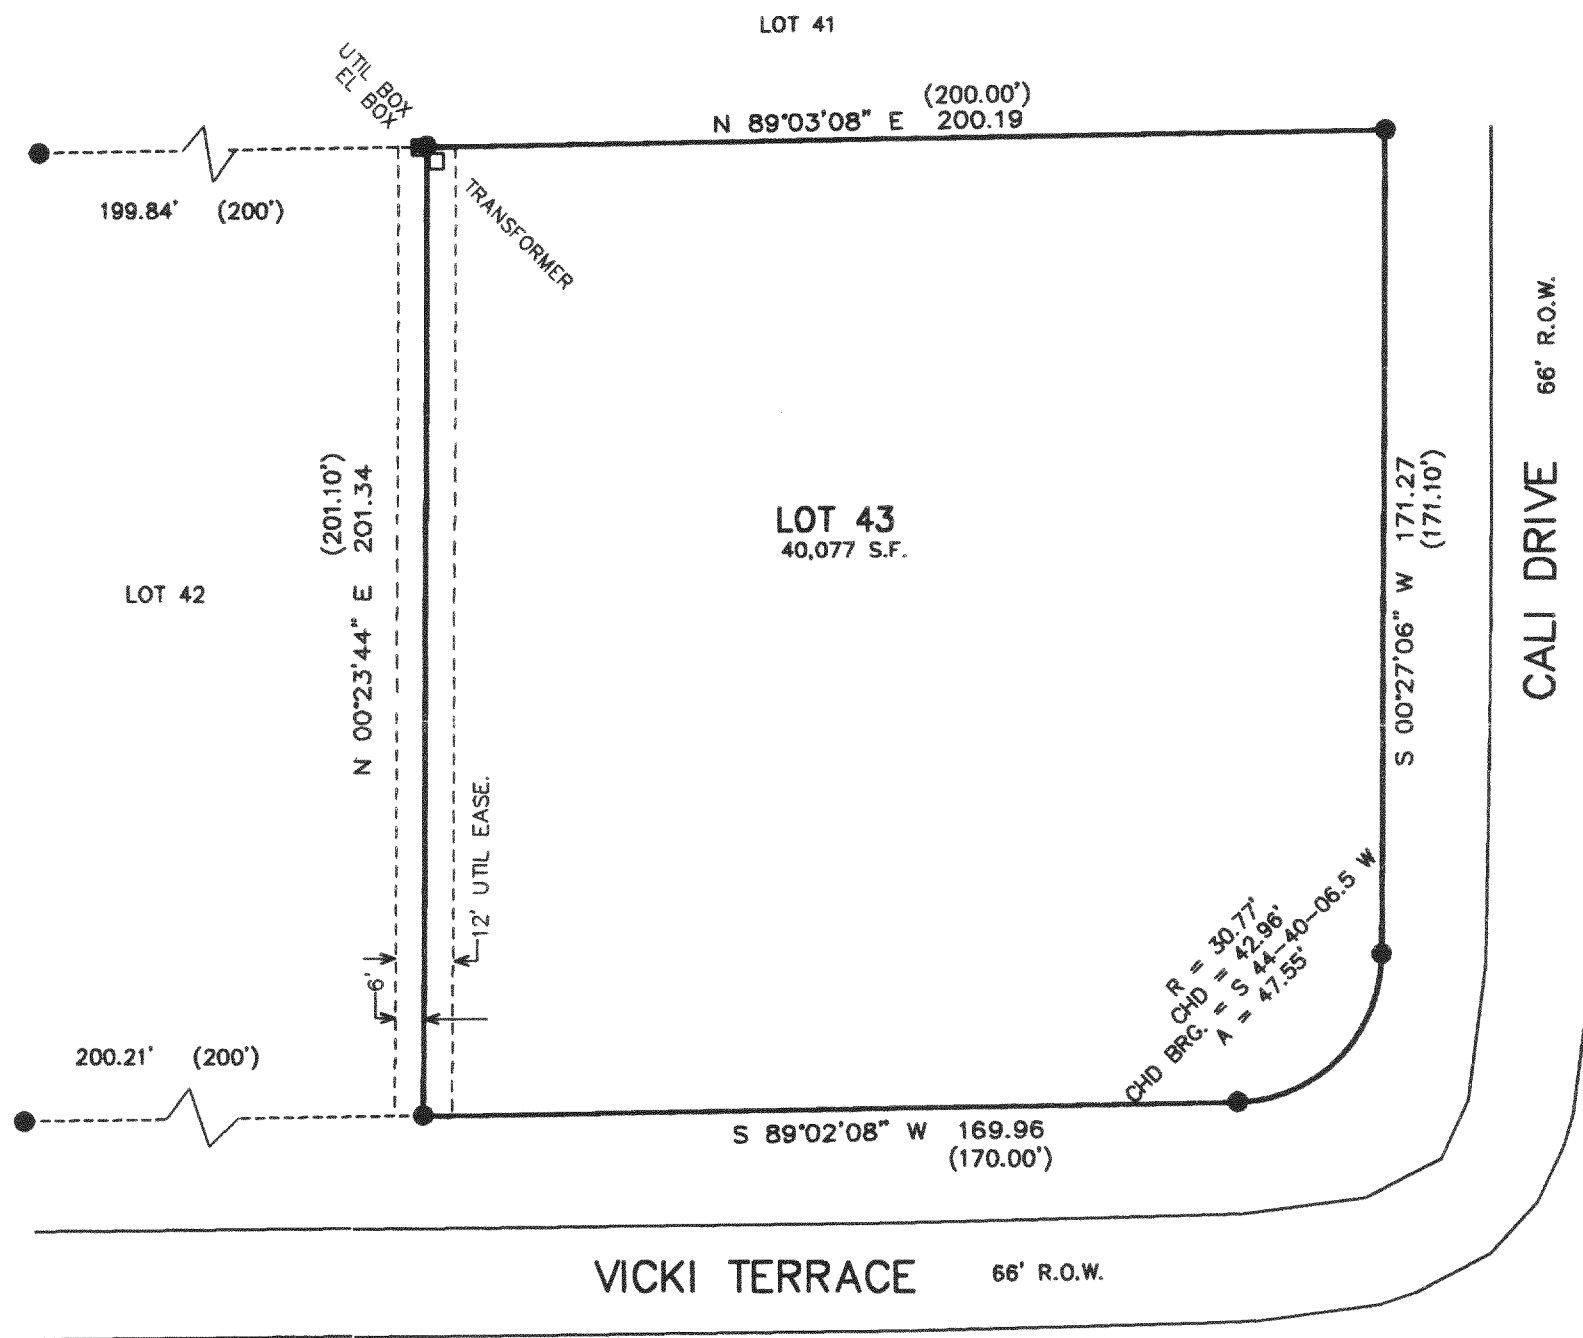 LOT 41
UTIL BOX
EL BOX
(200.00')
N 89°03'08" E 200.19
199.84' (200')
TRANSFORMER
66' R.O.W.
CALI DRIVE
(201.10')
N 00°23'44" E 201.34
LOT 43
40,077 S.F.
S 00°27'06" W 171.27
(171.10')
LOT 42
12' UTIL EASE.
6'
R = 30.77'
CHD = 42.96'
CHD BRG. = S 44-40-06.5 W
A = 47.55'
200.21' (200')
S 89°02'08" W 169.96
(170.00')
VICKI TERRACE 66' R.O.W.